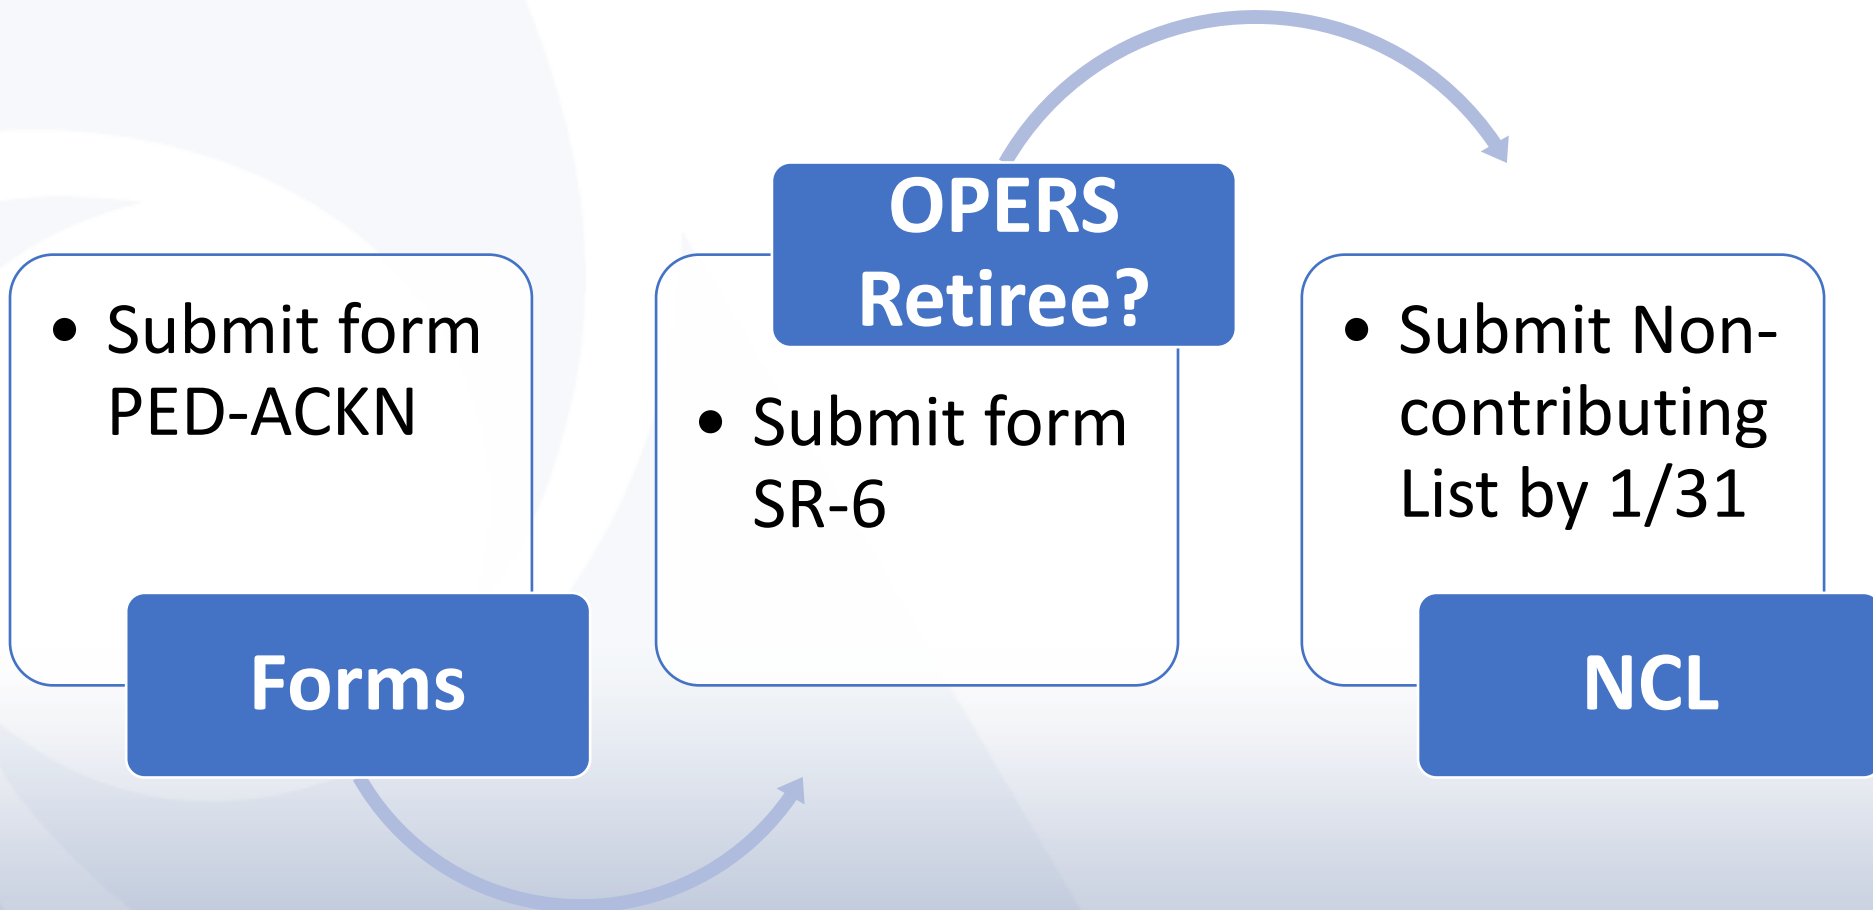 • Submit form
PED-ACKN
Forms
OPERS
Retiree?
• Submit form
SR-6
• Submit Non-
contributing
List by 1/31
NCL